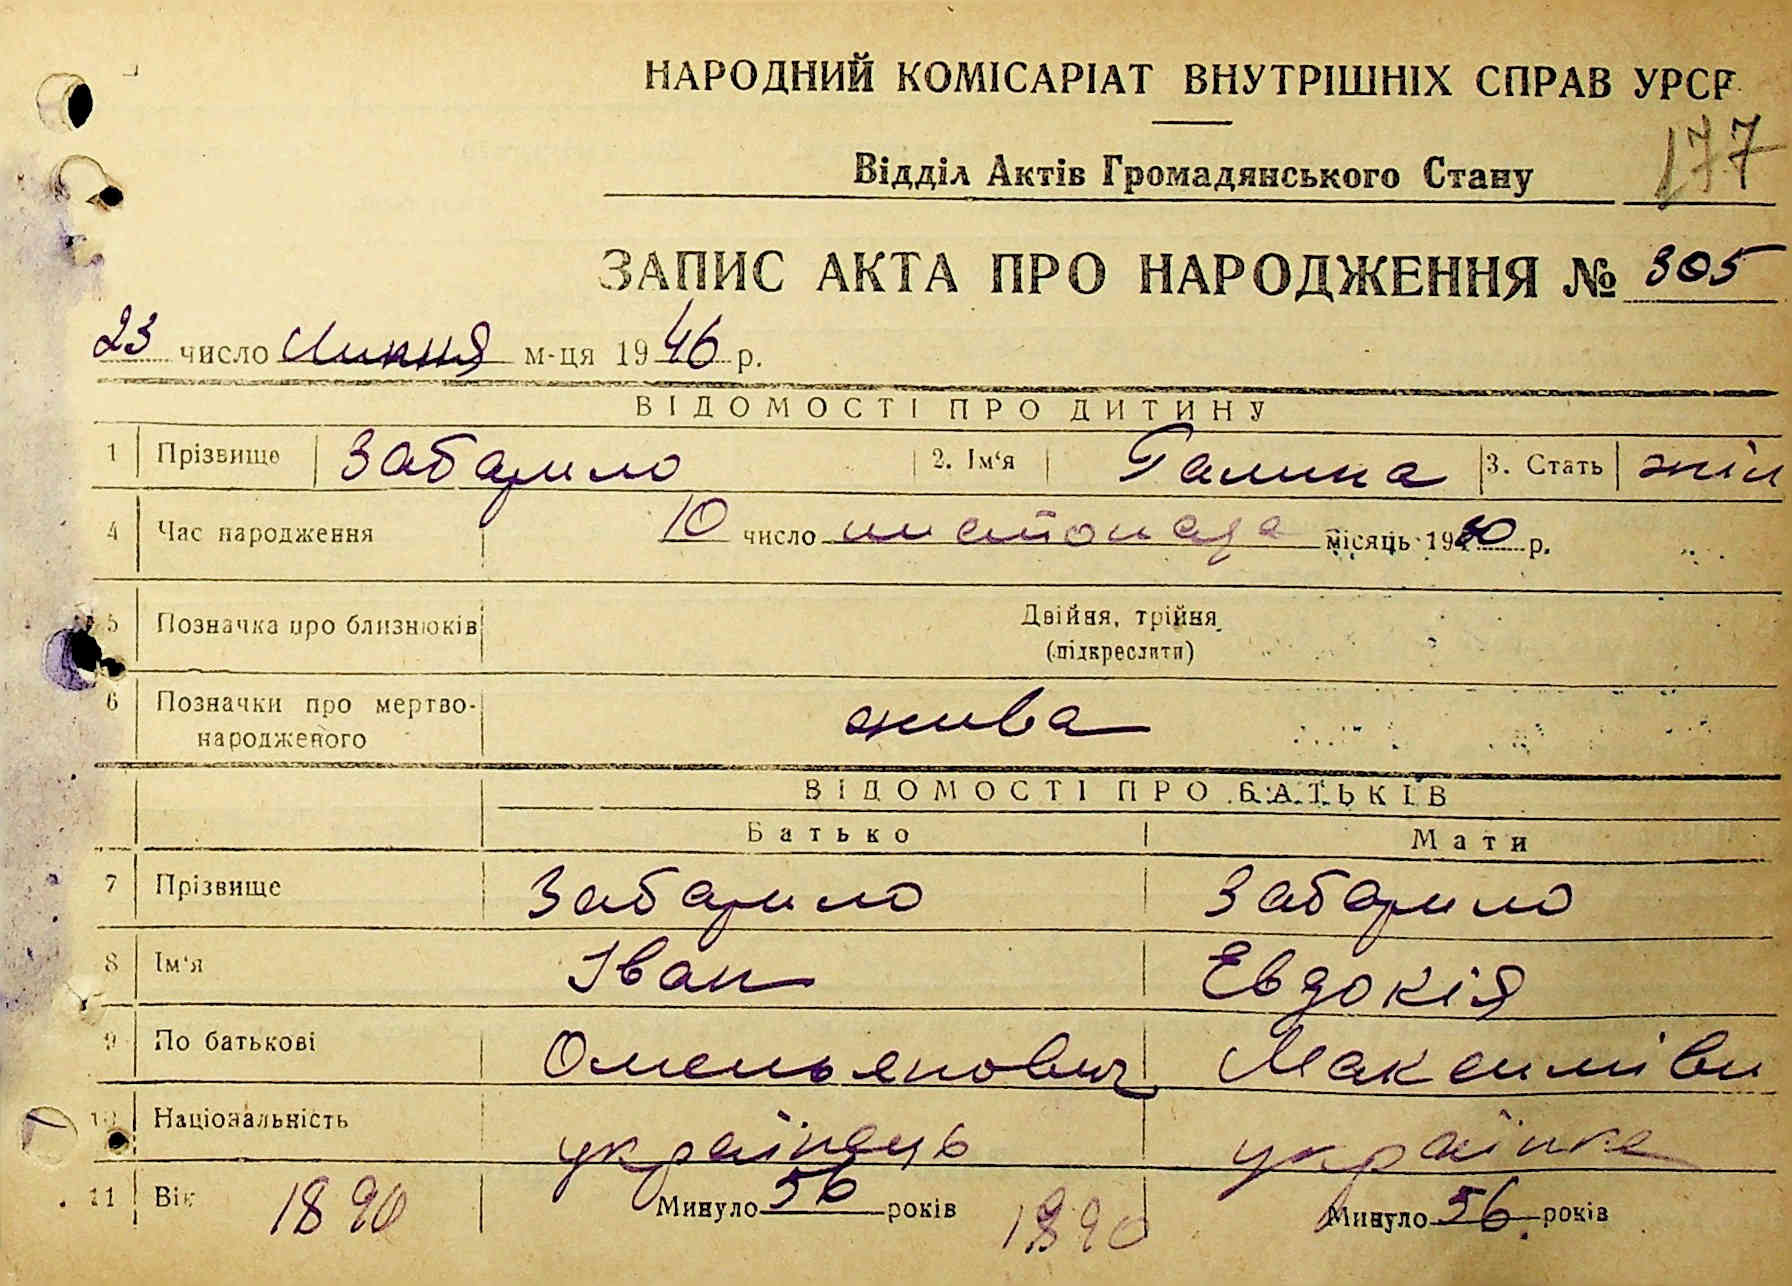 НАРОДНИЙ КОМІСАРІАТ ВНУТРІШНІХ СПРАВ УРСР
177
Відділ Актів Громадянського Стану
ЗАПИС АКТА ПРО НАРОДЖЕННЯ № 305
23 число Липня м-ця 1946 р.
ВІДОМОСТІ ПРО ДИТИНУ
1 Прізвище Забарило 2. Ім'я Галина 3. Стать жін
4 Час народження 10 число листопада місяць 19 р.
5 Позначка про близнюків Двійня, трійня
(підкреслити)
6 Позначки про мертво-
народженого жива
ВІДОМОСТІ ПРО БАТЬКІВ
Батько Мати
7 Прізвище Забарило Забарило
8 Ім'я Іван Евдокія
9 По батькові Омельянович Максимівн
10 Національність українець українка
11 Вік 1890 Минуло 56 років 1890 Минуло 56 років